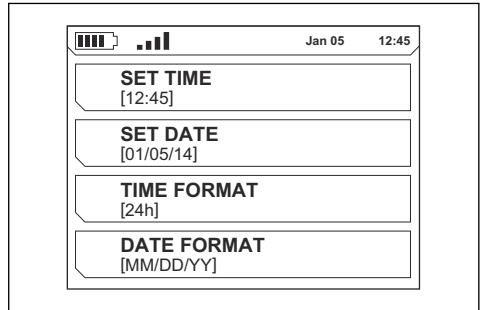 Jan 05 12:45
SET TIME
[12:45]
SET DATE
[01/05/14]
TIME FORMAT
[24h]
DATE FORMAT
[MM/DD/YY]